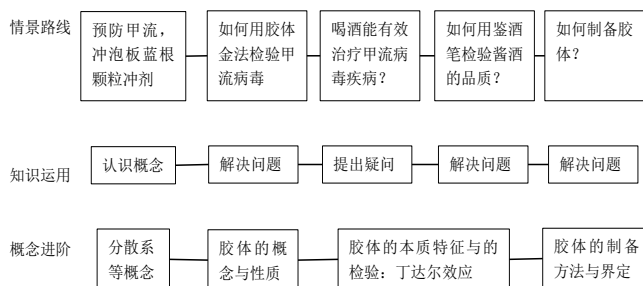 情景路线
预防甲流，
冲泡板蓝根
颗粒冲剂
如何用胶体
金法检验甲
流病毒
喝酒能有效
治疗甲流病
毒疾病？
如何用鉴酒
笔检验酱酒
的品质？
如何制备胶
体？
知识运用
认识概念
解决问题
提出疑问
解决问题
解决问题
概念进阶
分散系
等概念
胶体的概
念与性质
胶体的本质特征与的
检验：丁达尔效应
胶体的制备
方法与界定